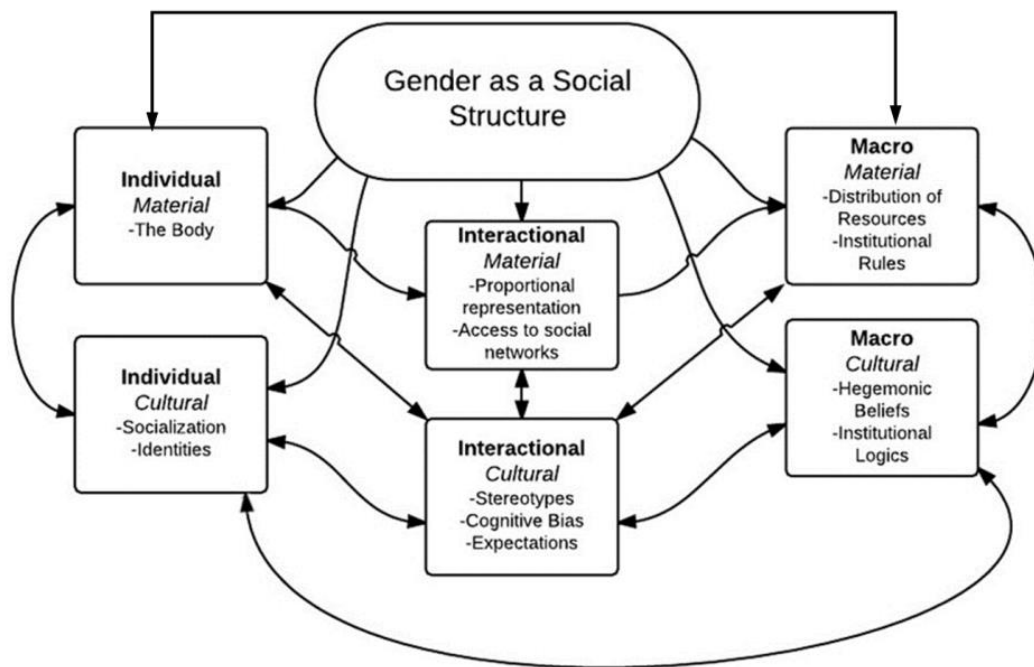 Gender as a Social
Structure
Individual
Material
-The Body
Interactional
Material
-Proportional
representation
-Access to social
networks
Macro
Material
-Distribution of
Resources
-Institutional
Rules
Individual
Cultural
-Socialization
-Identities
Interactional
Cultural
-Stereotypes
-Cognitive Bias
-Expectations
Macro
Cultural
-Hegemonic
Beliefs
-Institutional
Logics